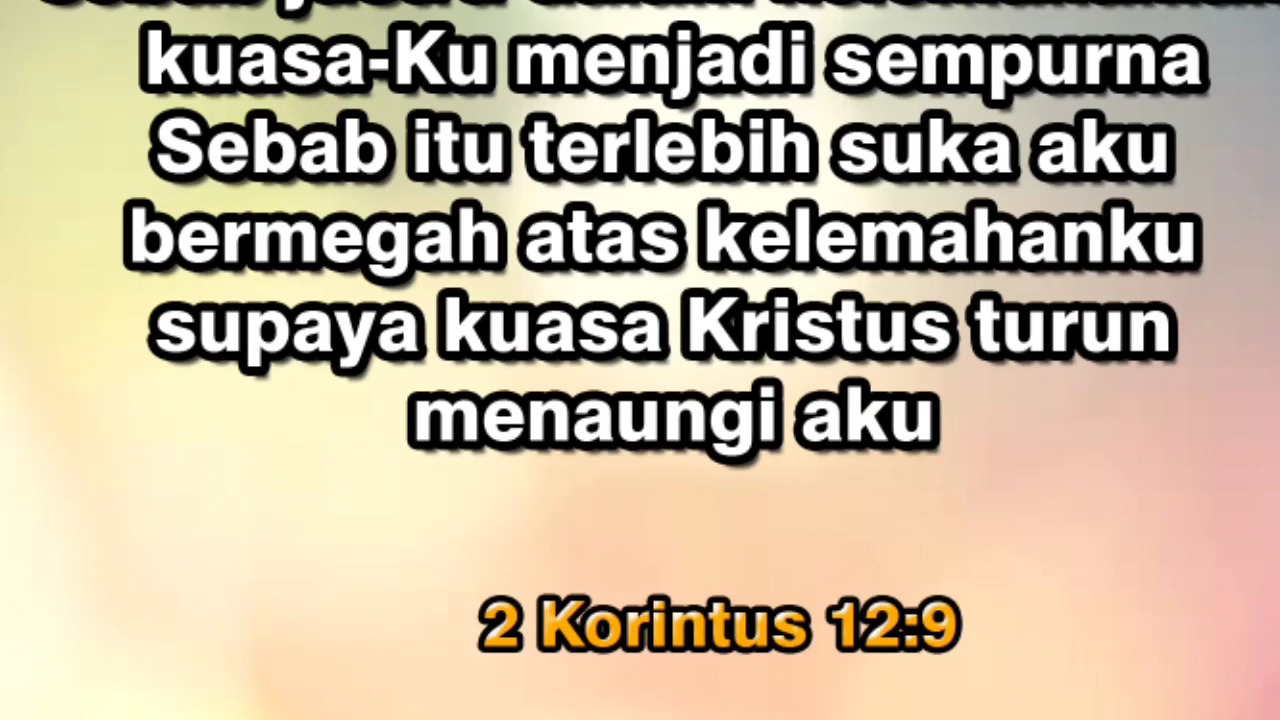 kuasa-Ku menjadi sempurna
Sebab itu terlebih suka aku
bermegah atas kelemahanku
supaya kuasa Kristus turun
menaungi aku
2 Korintus 12:9